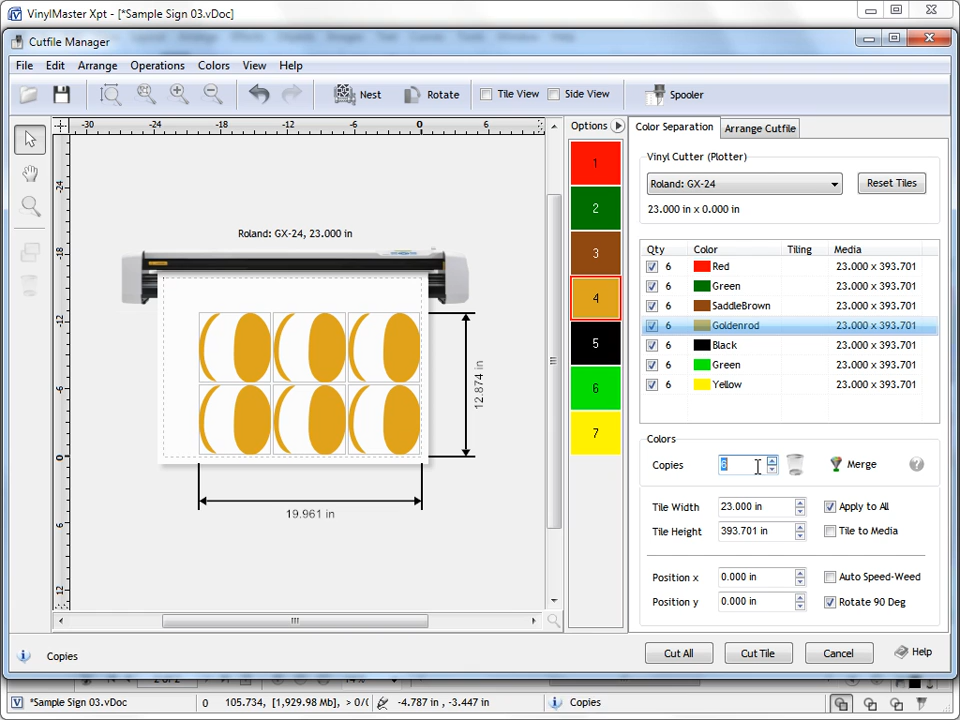 VinylMaster Xpt - [*Sample Sign 03.vDoc]
Cutfile Manager
File Edit Arrange Operations Colors View Help
Nest Rotate Tile View Side View Spooler
-30 -24 -18 -12 -6 0 6
Options
Color Separation Arrange Cutfile
Vinyl Cutter (Plotter)
Roland: GX-24 Reset Tiles
23.000 in x 0.000 in
Roland: GX-23, 23.000 in
Qty Color Tiling Media
6 Red 23.000 x 393.701
6 Green 23.000 x 393.701
6 SaddleBrown 23.000 x 393.701
6 Goldenrod 23.000 x 393.701
6 Black 23.000 x 393.701
6 Green 23.000 x 393.701
6 Yellow 23.000 x 393.701
1
2
3
4
5
6
7
-24
-18
-12
-6
0
6
12
12.874 in
19.961 in
Colors
Copies 6 Merge
Tile Width 23.000 in Apply to All
Tile Height 393.701 in Tile to Media
Position x 0.000 in Auto Speed-Weed
Position y 0.000 in Rotate 90 Deg
Copies
Cut All Cut Tile Cancel Help
*Sample Sign 03.vDoc 0 105.734, [1,929.98 Mb], > 0/( -4.787 in , -3.447 in Copies